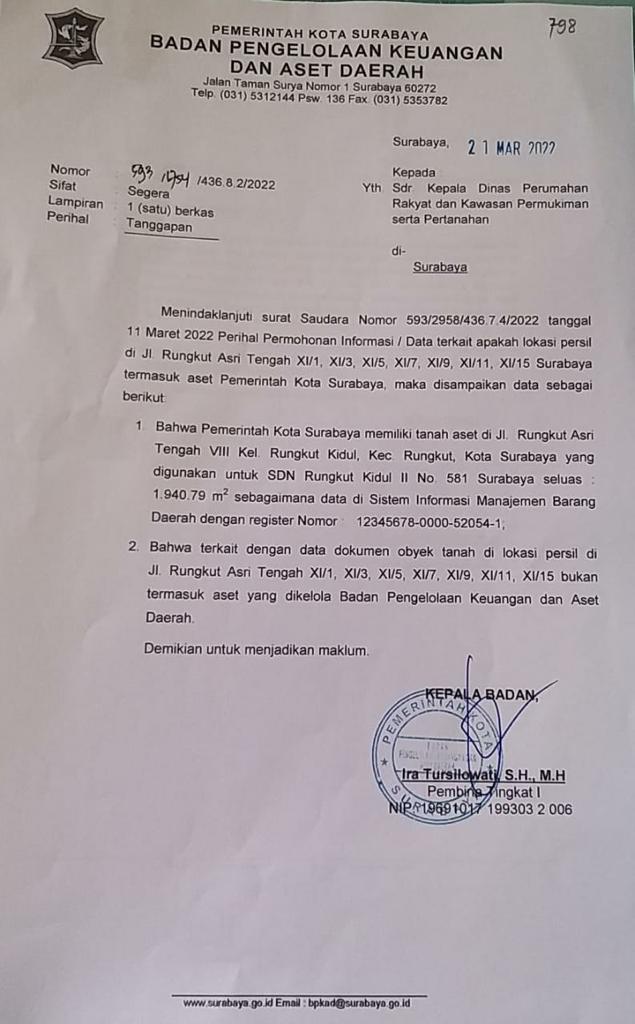 798
PEMERINTAH KOTA SURABAYA
BADAN PENGELOLAAN KEUANGAN
DAN ASET DAERAH
Jalan Taman Surya Nomor 1 Surabaya 60272
Telp. (031) 5312144 Psw. 136 Fax. (031) 5353782
Surabaya, 21 MAR 2022
Nomor : 593 /1754 /436.8.2/2022
Sifat : Segera
Lampiran : 1 (satu) berkas
Perihal : Tanggapan
Kepada
Yth. Sdr. Kepala Dinas Perumahan
Rakyat dan Kawasan Permukiman
serta Pertanahan
di-
Surabaya
Menindaklanjuti surat Saudara Nomor 593/2958/436.7.4/2022 tanggal
11 Maret 2022 Perihal Permohonan Informasi / Data terkait apakah lokasi persil
di Jl. Rungkut Asri Tengah XI/1, XI/3, XI/5, XI/7, XI/9, XI/11, XI/15 Surabaya
termasuk aset Pemerintah Kota Surabaya, maka disampaikan data sebagai
berikut:
1. Bahwa Pemerintah Kota Surabaya memiliki tanah aset di Jl. Rungkut Asri
Tengah VIII Kel. Rungkut Kidul, Kec. Rungkut, Kota Surabaya yang
digunakan untuk SDN Rungkut Kidul II No. 581 Surabaya seluas :
1.940.79 m² sebagaimana data di Sistem Informasi Manajemen Barang
Daerah dengan register Nomor : 12345678-0000-52054-1;
2. Bahwa terkait dengan data dokumen obyek tanah di lokasi persil di
Jl. Rungkut Asri Tengah XI/1, XI/3, XI/5, XI/7, XI/9, XI/11, XI/15 bukan
termasuk aset yang dikelola Badan Pengelolaan Keuangan dan Aset
Daerah.
Demikian untuk menjadikan maklum.
KEPALA BADAN,
PEMERINTAH KOTA
SURABAYA
Ira Tursilowati, S.H., M.H
Pembina Tingkat I
NIP. 19691017 199303 2 006
www.surabaya.go.id Email : bpkad@surabaya.go.id